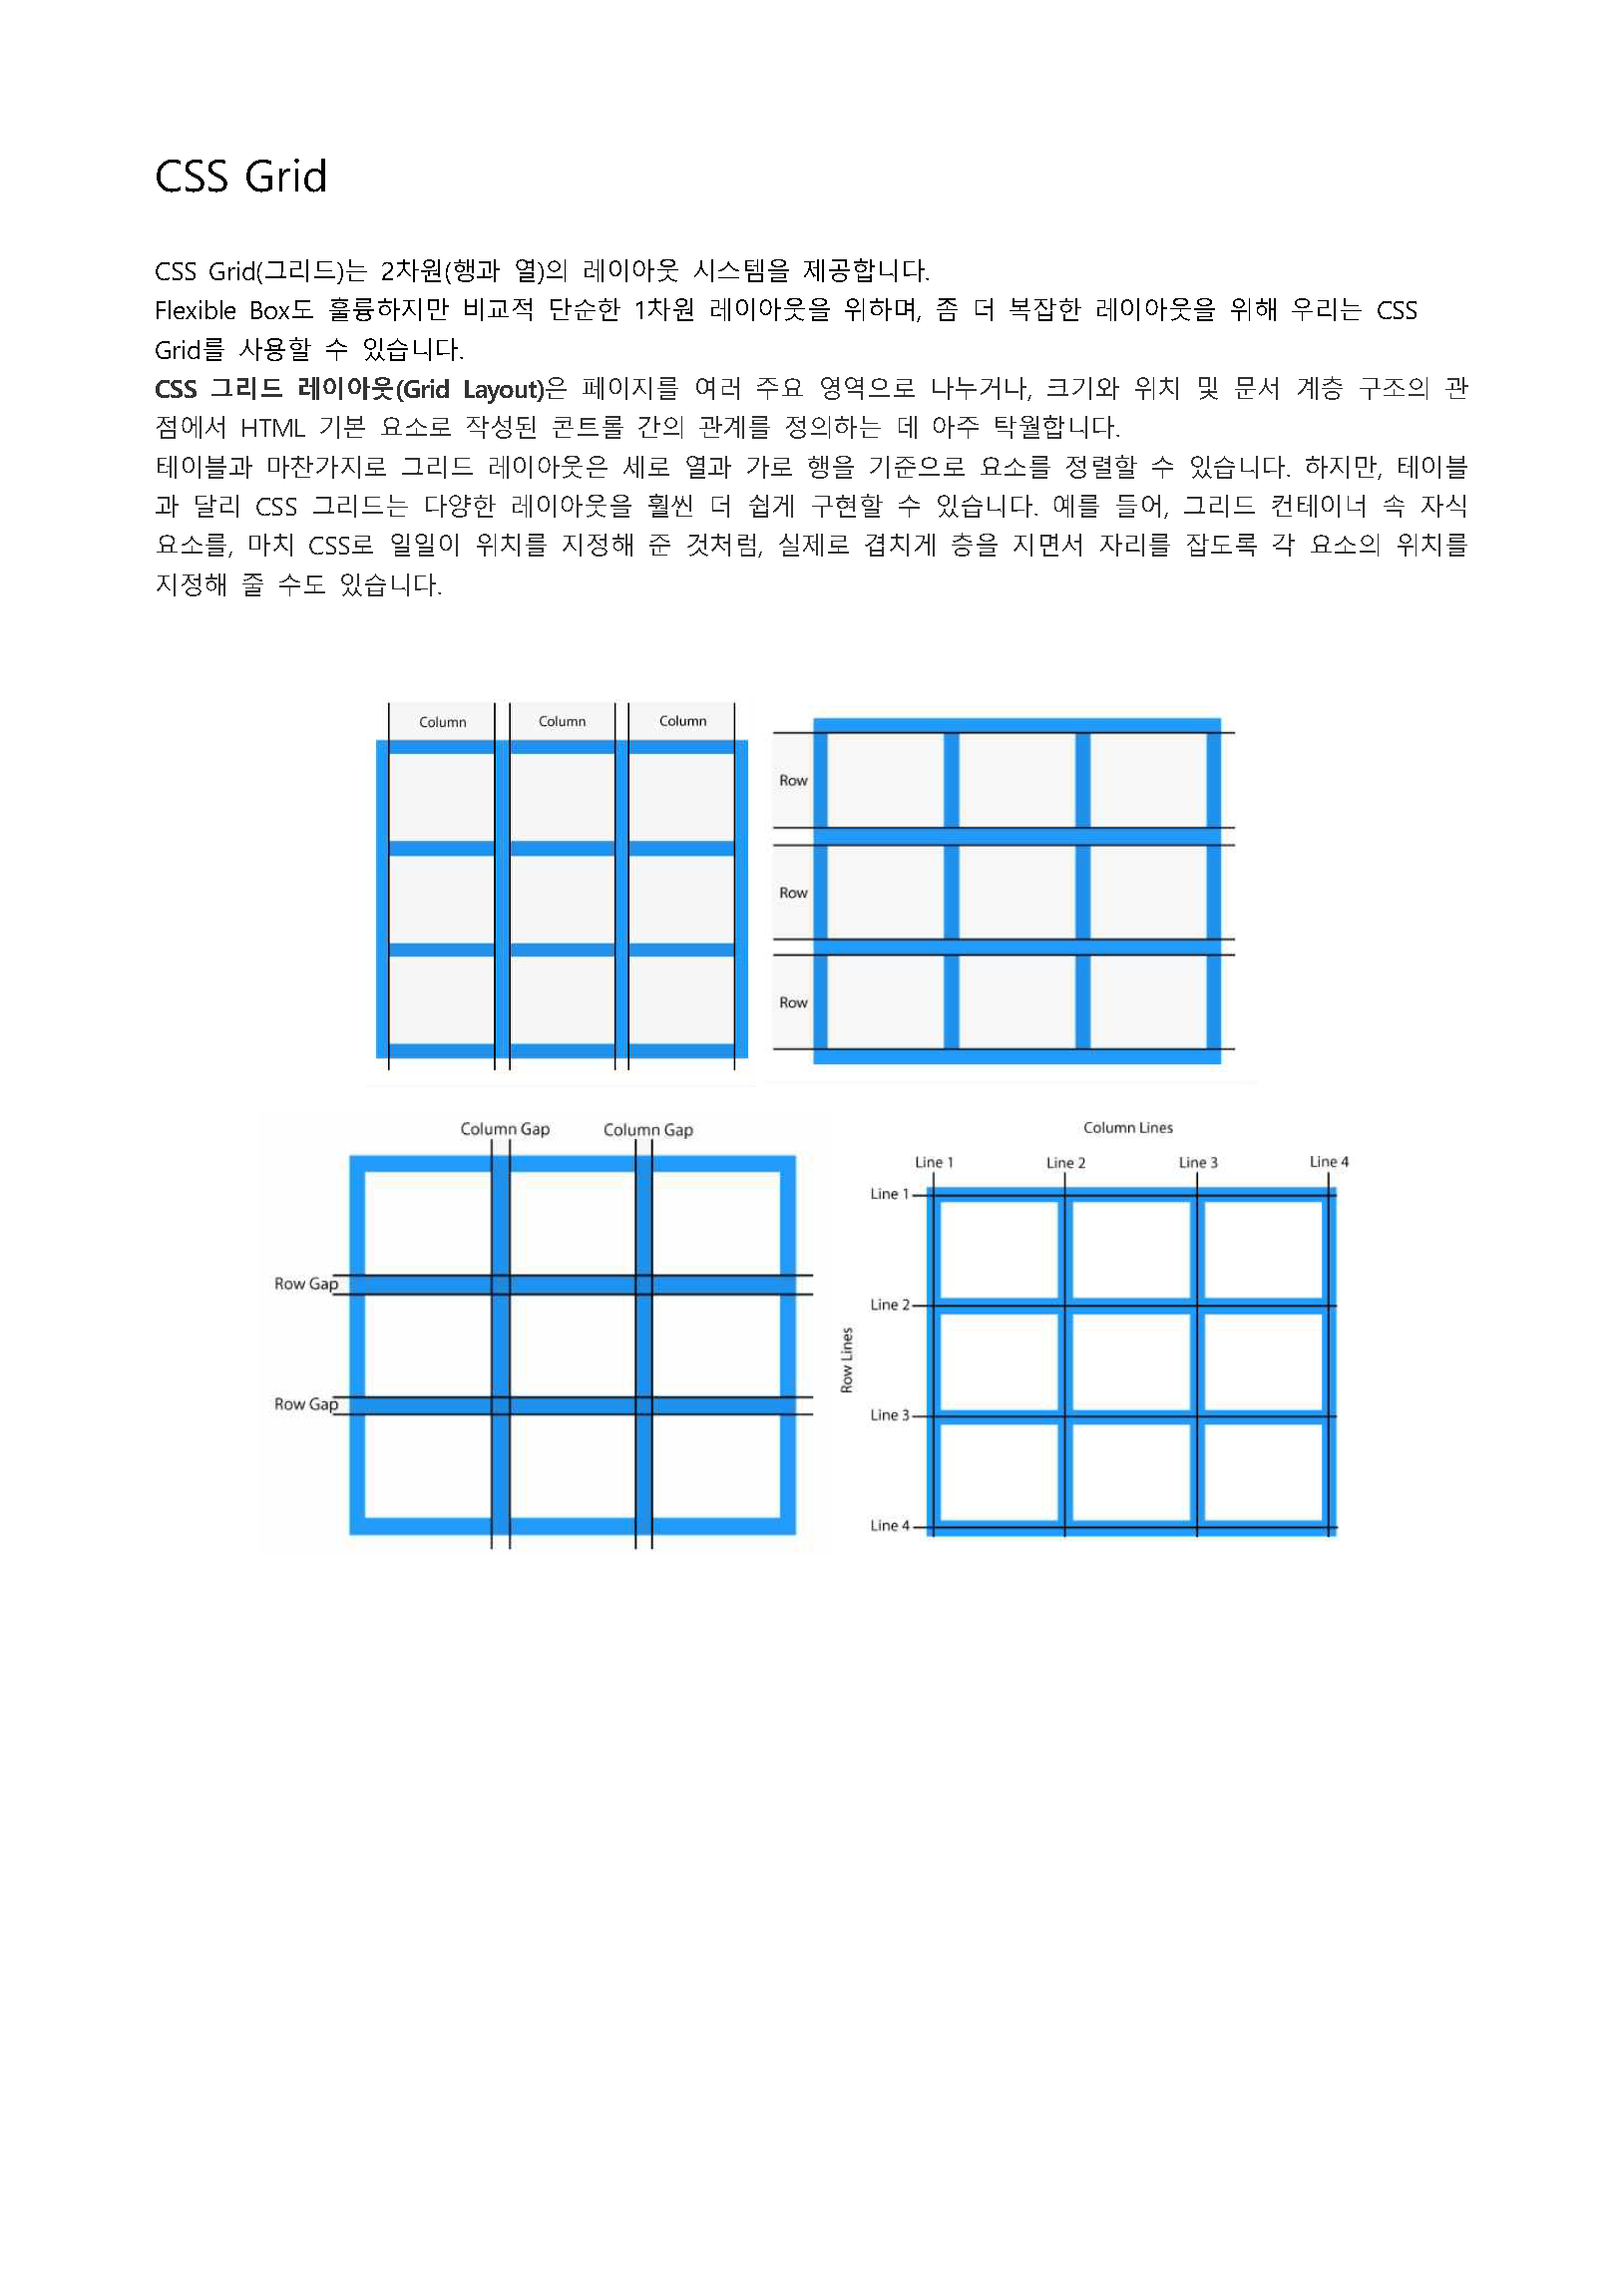 CSS Grid
CSS Grid(그리드)는 2차원(행과 열)의 레이아웃 시스템을 제공합니다.
Flexible Box도 훌륭하지만 비교적 단순한 1차원 레이아웃을 위하며, 좀 더 복잡한 레이아웃을 위해 우리는 CSS
Grid를 사용할 수 있습니다.
CSS 그리드 레이아웃(Grid Layout)은 페이지를 여러 주요 영역으로 나누거나, 크기와 위치 및 문서 계층 구조의 관
점에서 HTML 기본 요소로 작성된 콘트롤 간의 관계를 정의하는 데 아주 탁월합니다.
테이블과 마찬가지로 그리드 레이아웃은 세로 열과 가로 행을 기준으로 요소를 정렬할 수 있습니다. 하지만, 테이블
과 달리 CSS 그리드는 다양한 레이아웃을 훨씬 더 쉽게 구현할 수 있습니다. 예를 들어, 그리드 컨테이너 속 자식
요소를, 마치 CSS로 일일이 위치를 지정해 준 것처럼, 실제로 겹치게 층을 지면서 자리를 잡도록 각 요소의 위치를
지정해 줄 수도 있습니다.
Column Column Column
Row
Row
Row
Column Gap Column Gap
Row Gap
Row Gap
Column Lines
Line 1 Line 2 Line 3 Line 4
Line 1
Line 2
Row Lines
Line 3
Line 4